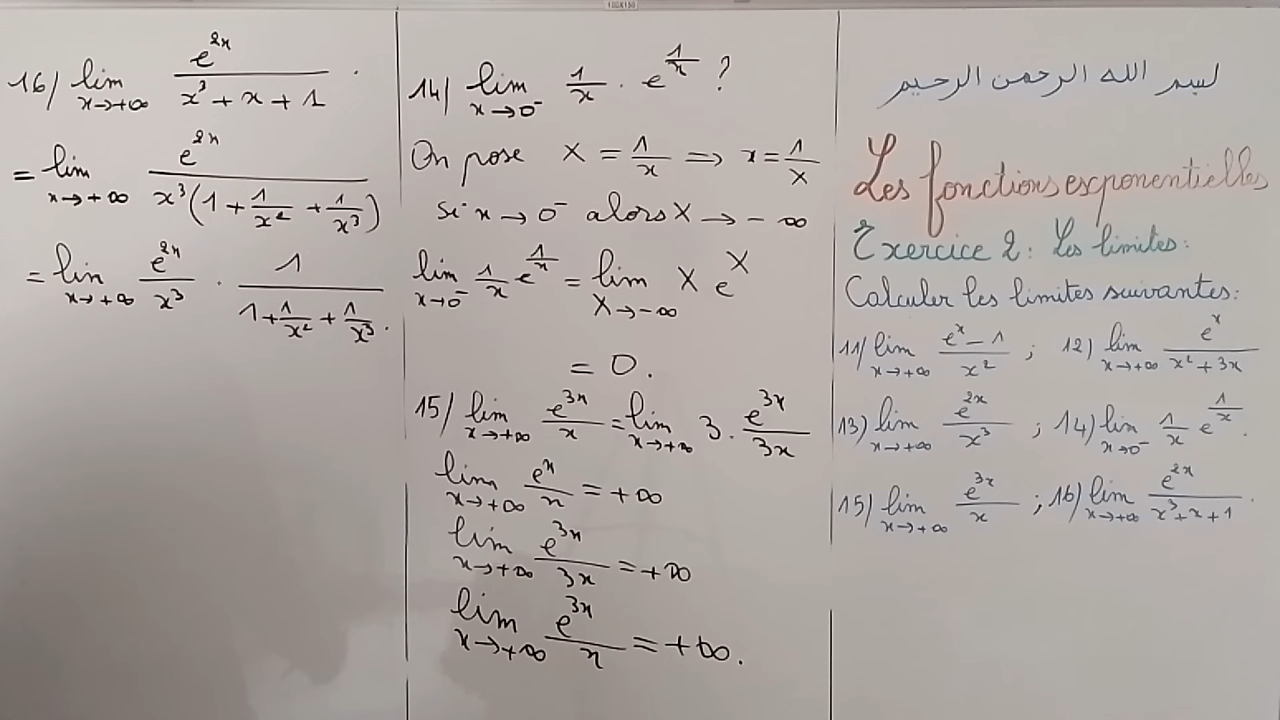 16/ lim x→+∞ e^2x / x³ + x + 1 .
= lim x→+∞ e^2x / x³(1 + 1/x² + 1/x³)
= lim x→+∞ e^2x / x³ · 1 / 1 + 1/x² + 1/x³ .
14/ lim x→0⁻ 1/x · e^1/x ?
On pose X = 1/x ⇒ x = 1/X
si x → 0⁻ alors X → -∞
lim x→0⁻ 1/x e^1/x = lim X→-∞ X e^X
= 0.
15/ lim x→+∞ e^3x / x = lim x→+∞ 3 · e^3x / 3x
lim x→+∞ e^x / x = +∞
lim x→+∞ e^3x / 3x = +∞
lim x→+∞ e^3x / x = +∞.
بسم الله الرحمن الرحيم
Les fonctions exponentielles
Exercice 2 : Les limites :
Calculer les limites suivantes :
11/ lim x→+∞ e^x - 1 / x² ; 12) lim x→+∞ e^x / x² + 3x
13) lim x→+∞ e^2x / x³ ; 14) lim x→0⁻ 1/x e^1/x .
15) lim x→+∞ e^3x / x ; 16) lim x→+∞ e^2x / x³ + x + 1 .